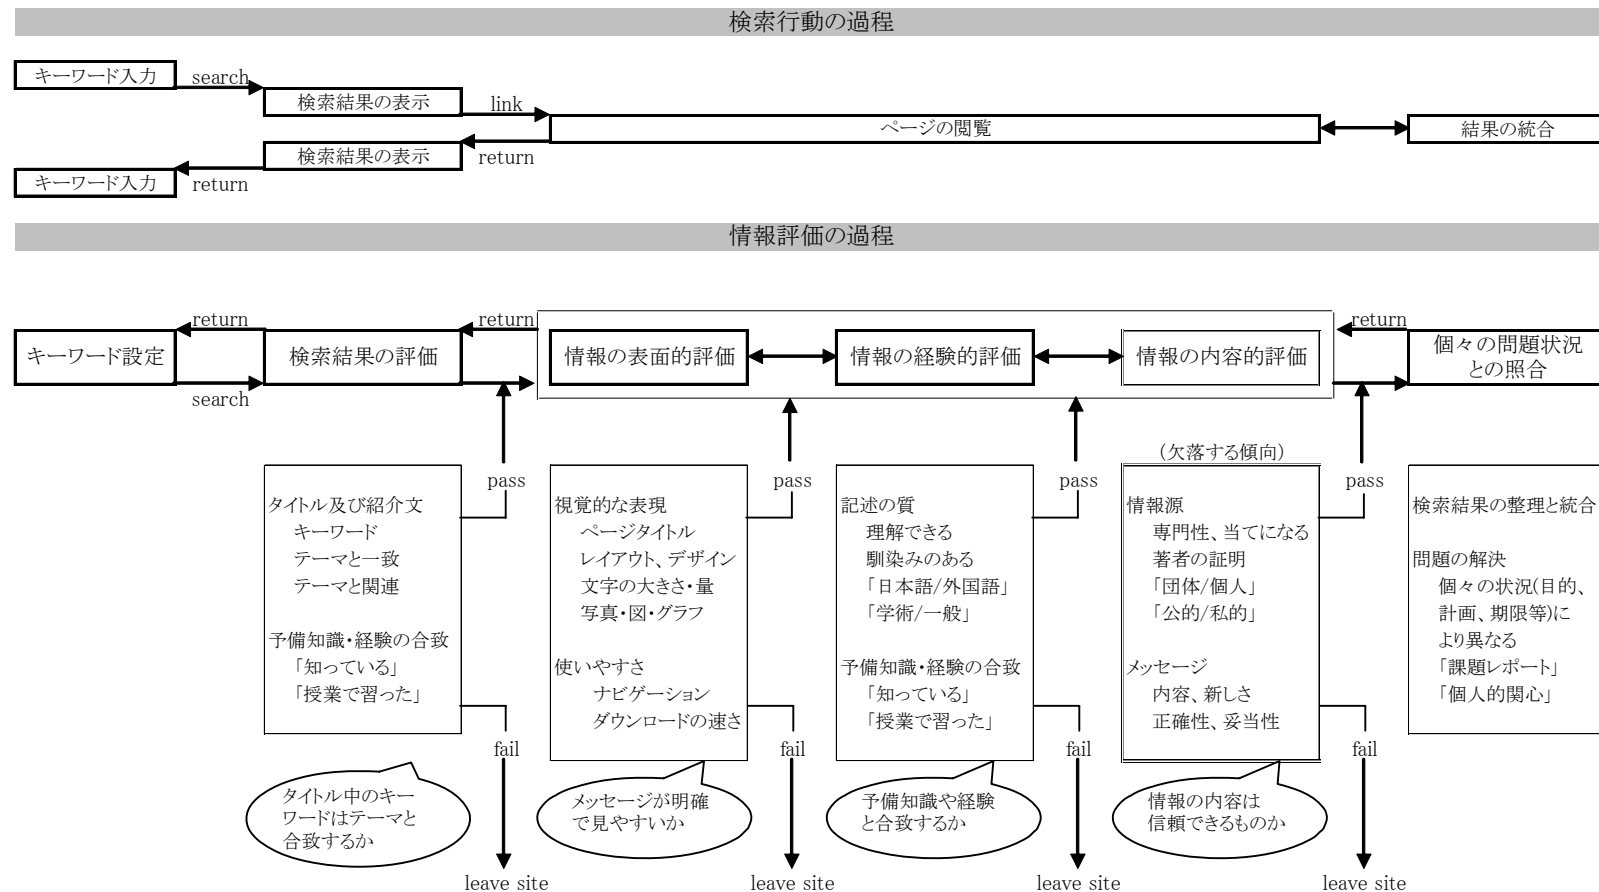 検索行動の過程
キーワード入力
search
検索結果の表示
link
ページの閲覧
結果の統合
検索結果の表示
return
キーワード入力
return
情報評価の過程
return
return
return
キーワード設定
検索結果の評価
情報の表面的評価
情報の経験的評価
情報の内容的評価
個々の問題状況
との照合
search
pass
pass
pass
pass
タイトル及び紹介文
キーワード
テーマと一致
テーマと関連
予備知識・経験の合致
「知っている」
「授業で習った」
fail
視覚的な表現
ページタイトル
レイアウト、デザイン
文字の大きさ・量
写真・図・グラフ
使いやすさ
ナビゲーション
ダウンロードの速さ
fail
記述の質
理解できる
馴染みのある
「日本語/外国語」
「学術/一般」
予備知識・経験の合致
「知っている」
「授業で習った」
fail
(欠落する傾向)
情報源
専門性、当てになる
著者の証明
「団体/個人」
「公的/私的」
メッセージ
内容、新しさ
正確性、妥当性
fail
検索結果の整理と統合
問題の解決
個々の状況(目的、
計画、期限等)に
より異なる
「課題レポート」
「個人的関心」
タイトル中のキー
ワードはテーマと
合致するか
メッセージが明確
で見やすいか
予備知識や経験
と合致するか
情報の内容は
信頼できるものか
leave site
leave site
leave site
leave site